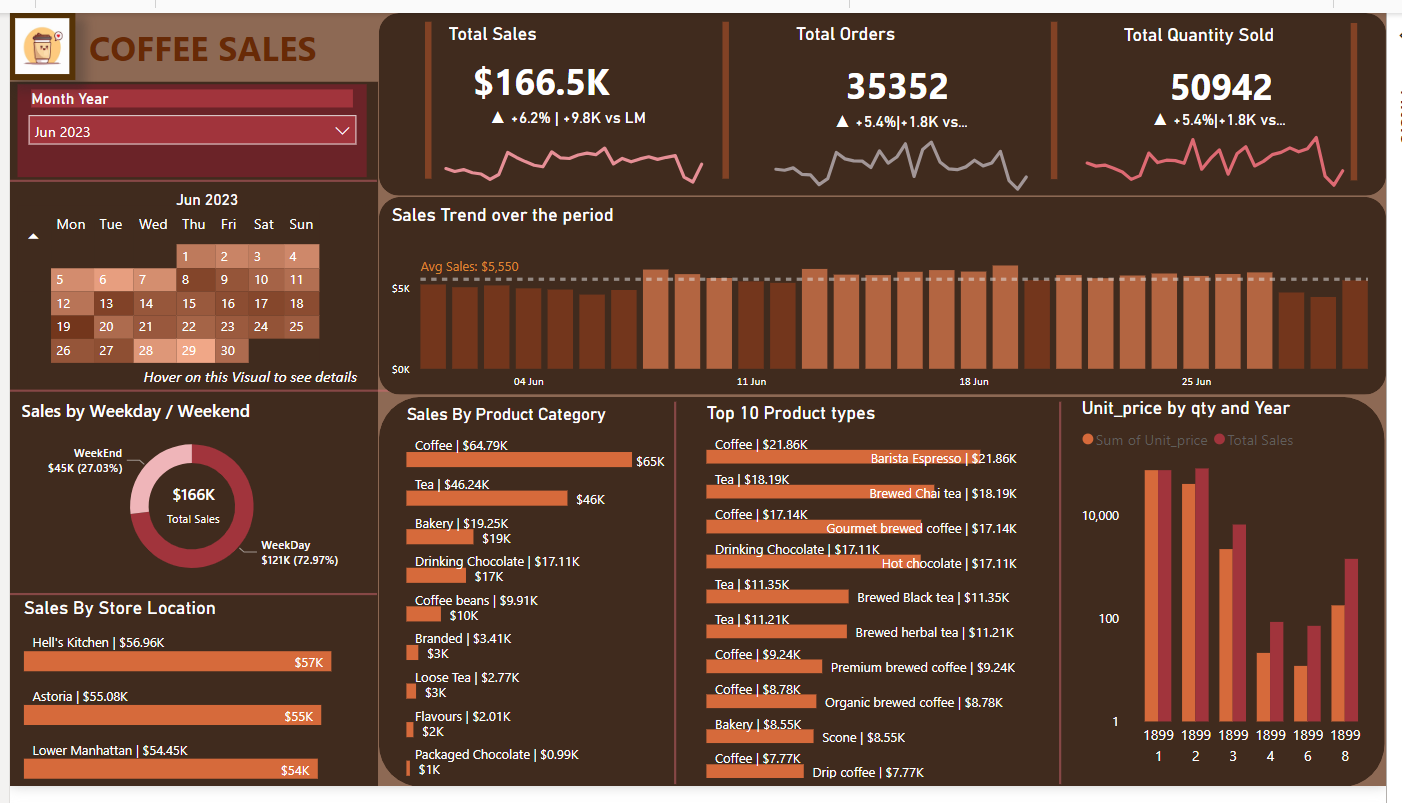 COFFEE SALES
Month Year
Jun 2023
Total Sales
$166.5K
▲ +6.2% | +9.8K vs LM
Total Orders
35352
▲ +5.4%|+1.8K vs...
Total Quantity Sold
50942
▲ +5.4%|+1.8K vs...
Jun 2023
Mon Tue Wed Thu Fri Sat Sun
1 2 3 4
5 6 7 8 9 10 11
12 13 14 15 16 17 18
19 20 21 22 23 24 25
26 27 28 29 30
Hover on this Visual to see details
Sales Trend over the period
Avg Sales: $5,550
$5K
$0K
04 Jun 11 Jun 18 Jun 25 Jun
Sales by Weekday / Weekend
WeekEnd
$45K (27.03%)
$166K
Total Sales
WeekDay
$121K (72.97%)
Sales By Store Location
Hell's Kitchen | $56.96K
$57K
Astoria | $55.08K
$55K
Lower Manhattan | $54.45K
$54K
Sales By Product Category
Coffee | $64.79K
$65K
Tea | $46.24K
$46K
Bakery | $19.25K
$19K
Drinking Chocolate | $17.11K
$17K
Coffee beans | $9.91K
$10K
Branded | $3.41K
$3K
Loose Tea | $2.77K
$3K
Flavours | $2.01K
$2K
Packaged Chocolate | $0.99K
$1K
Top 10 Product types
Coffee | $21.86K
Barista Espresso | $21.86K
Tea | $18.19K
Brewed Chai tea | $18.19K
Coffee | $17.14K
Gourmet brewed coffee | $17.14K
Drinking Chocolate | $17.11K
Hot chocolate | $17.11K
Tea | $11.35K
Brewed Black tea | $11.35K
Tea | $11.21K
Brewed herbal tea | $11.21K
Coffee | $9.24K
Premium brewed coffee | $9.24K
Coffee | $8.78K
Organic brewed coffee | $8.78K
Bakery | $8.55K
Scone | $8.55K
Coffee | $7.77K
Drip coffee | $7.77K
Unit_price by qty and Year
Sum of Unit_price Total Sales
10,000
100
1
1899 1899 1899 1899 1899 1899
1 2 3 4 6 8